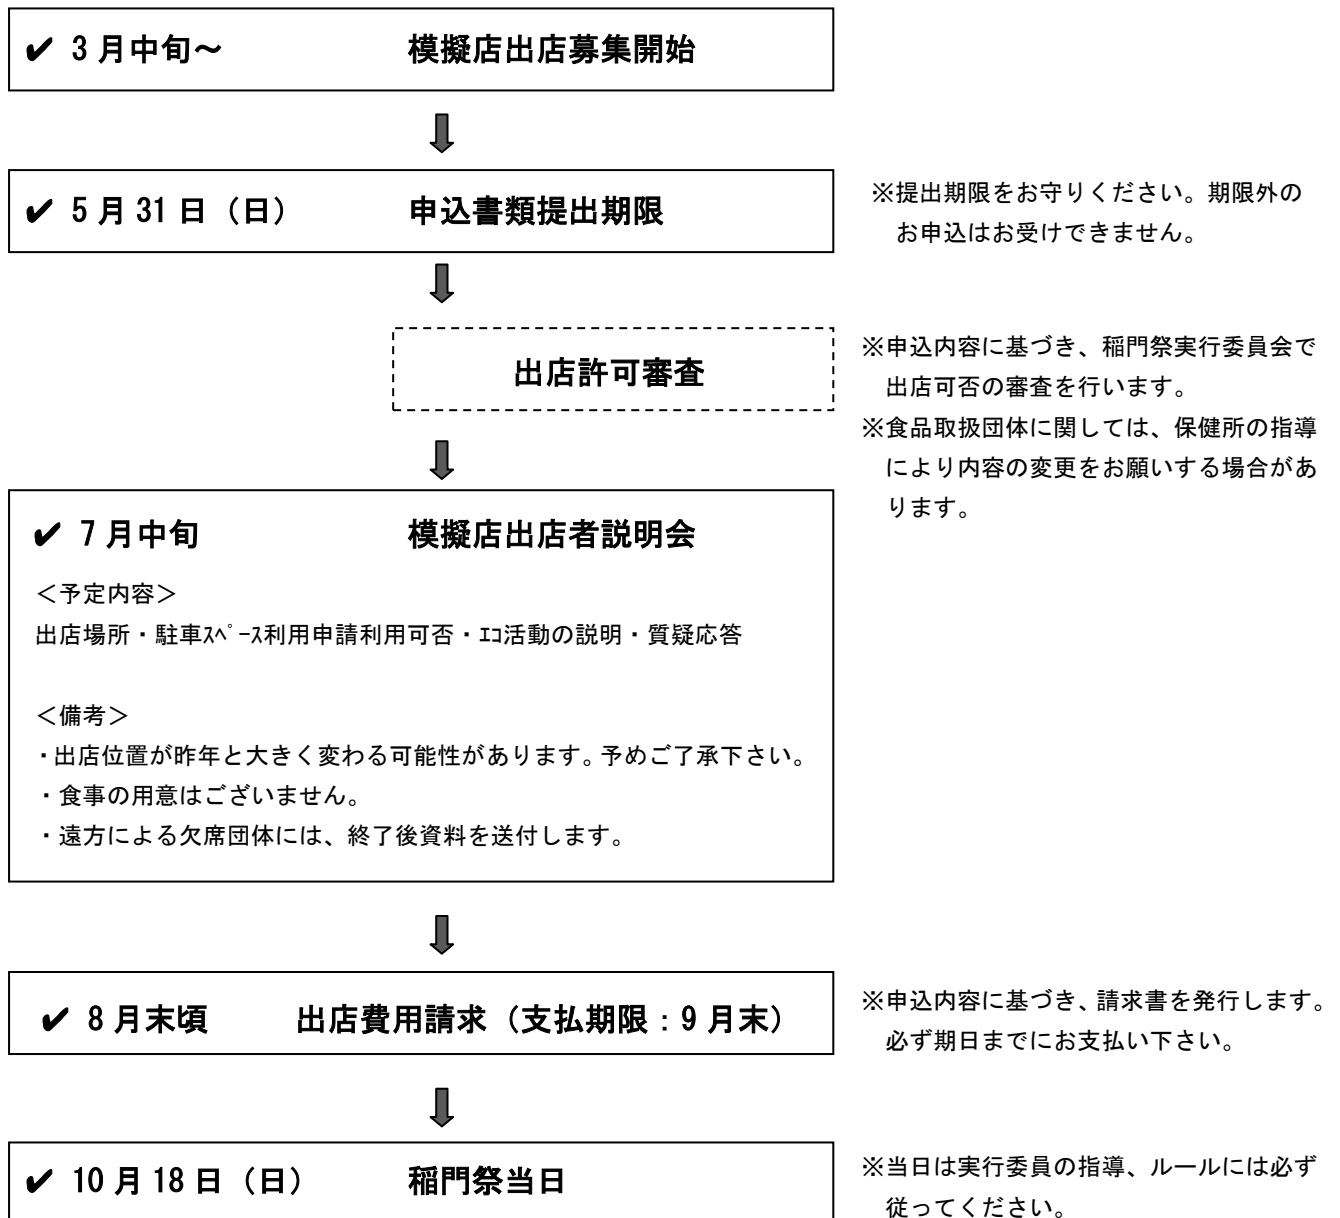 ✔ 3月中旬～ 模擬店出店募集開始
✔ 5月31日（日） 申込書類提出期限
※提出期限をお守りください。期限外の
お申込はお受けできません。
出店許可審査
※申込内容に基づき、稲門祭実行委員会で
出店可否の審査を行います。
※食品取扱団体に関しては、保健所の指導
により内容の変更をお願いする場合があ
ります。
✔ 7月中旬 模擬店出店者説明会
＜予定内容＞
出店場所・駐車ｽﾍﾟｰｽ利用申請利用可否・ｴｺ活動の説明・質疑応答
＜備考＞
・出店位置が昨年と大きく変わる可能性があります。予めご了承下さい。
・食事の用意はございません。
・遠方による欠席団体には、終了後資料を送付します。
✔ 8月末頃 出店費用請求（支払期限：9月末）
※申込内容に基づき、請求書を発行します。
必ず期日までにお支払い下さい。
✔ 10月18日（日） 稲門祭当日
※当日は実行委員の指導、ルールには必ず
従ってください。